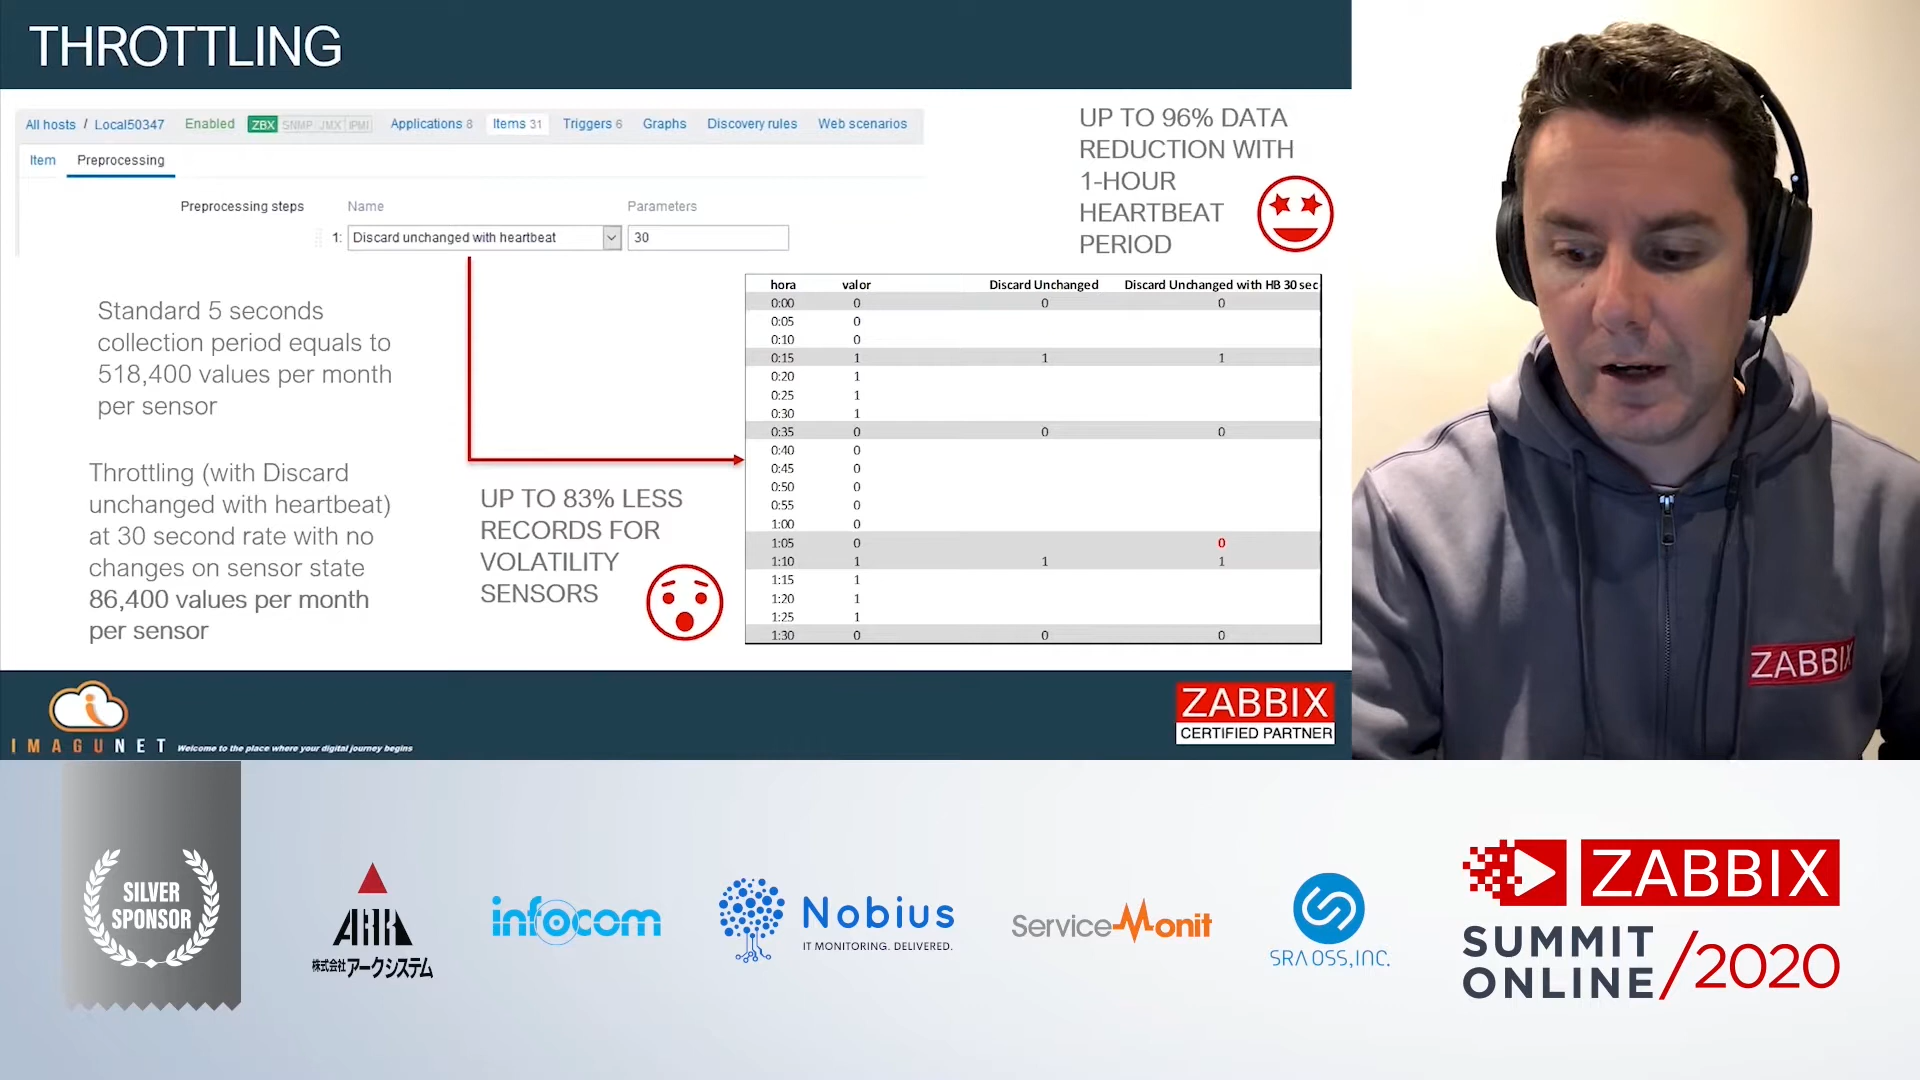 THROTTLING
All hosts / Local50347 Enabled ZBX SNMP JMX IPMI Applications 8 Items 31 Triggers 6 Graphs Discovery rules Web scenarios
Item Preprocessing
Preprocessing steps Name Parameters
1: Discard unchanged with heartbeat 30
UP TO 96% DATA
REDUCTION WITH
1-HOUR
HEARTBEAT
PERIOD
Standard 5 seconds
collection period equals to
518,400 values per month
per sensor
Throttling (with Discard
unchanged with heartbeat)
at 30 second rate with no
changes on sensor state
86,400 values per month
per sensor
UP TO 83% LESS
RECORDS FOR
VOLATILITY
SENSORS
hora valor Discard Unchanged Discard Unchanged with HB 30 sec
0:00 0 0 0
0:05 0
0:10 0
0:15 1 1 1
0:20 1
0:25 1
0:30 1
0:35 0 0 0
0:40 0
0:45 0
0:50 0
0:55 0
1:00 0
1:05 0 0
1:10 1 1 1
1:15 1
1:20 1
1:25 1
1:30 0 0 0
IMAGUNET Welcome to the place where your digital journey begins
ZABBIX
CERTIFIED PARTNER
ZABBIX
SILVER
SPONSOR
ARK
株式会社アークシステム
infocom
Nobius
IT MONITORING. DELIVERED.
ServiceMonit
SRA OSS, INC.
ZABBIX
SUMMIT
ONLINE /2020